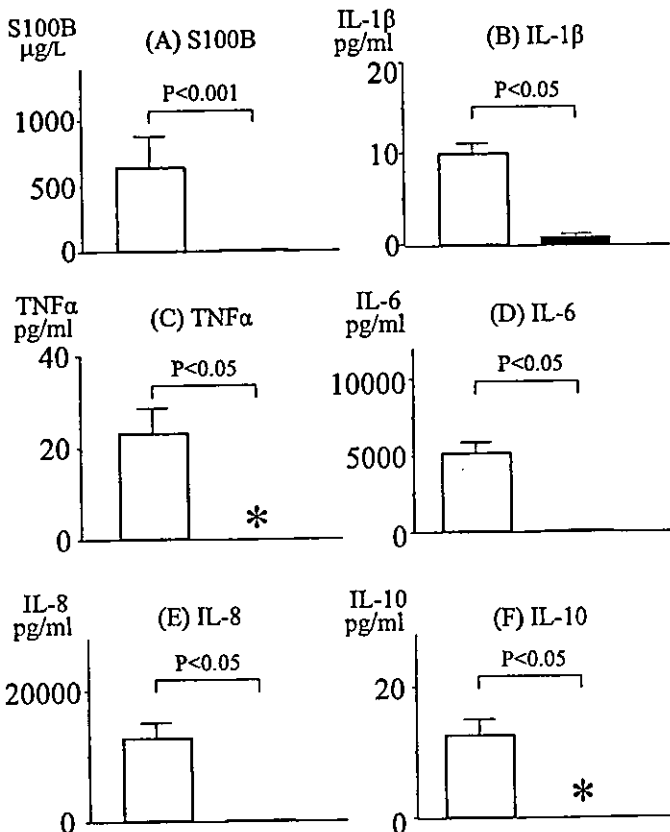 S100B
μg/L
(A) S100B
P<0.001
1000
500
0
IL-1β
pg/ml
(B) IL-1β
20
P<0.05
10
0
TNFα
pg/ml
(C) TNFα
40
P<0.05
20
*
0
IL-6
pg/ml
(D) IL-6
10000
P<0.05
5000
0
IL-8
pg/ml
(E) IL-8
P<0.05
20000
0
IL-10
pg/ml
(F) IL-10
P<0.05
20
*
0